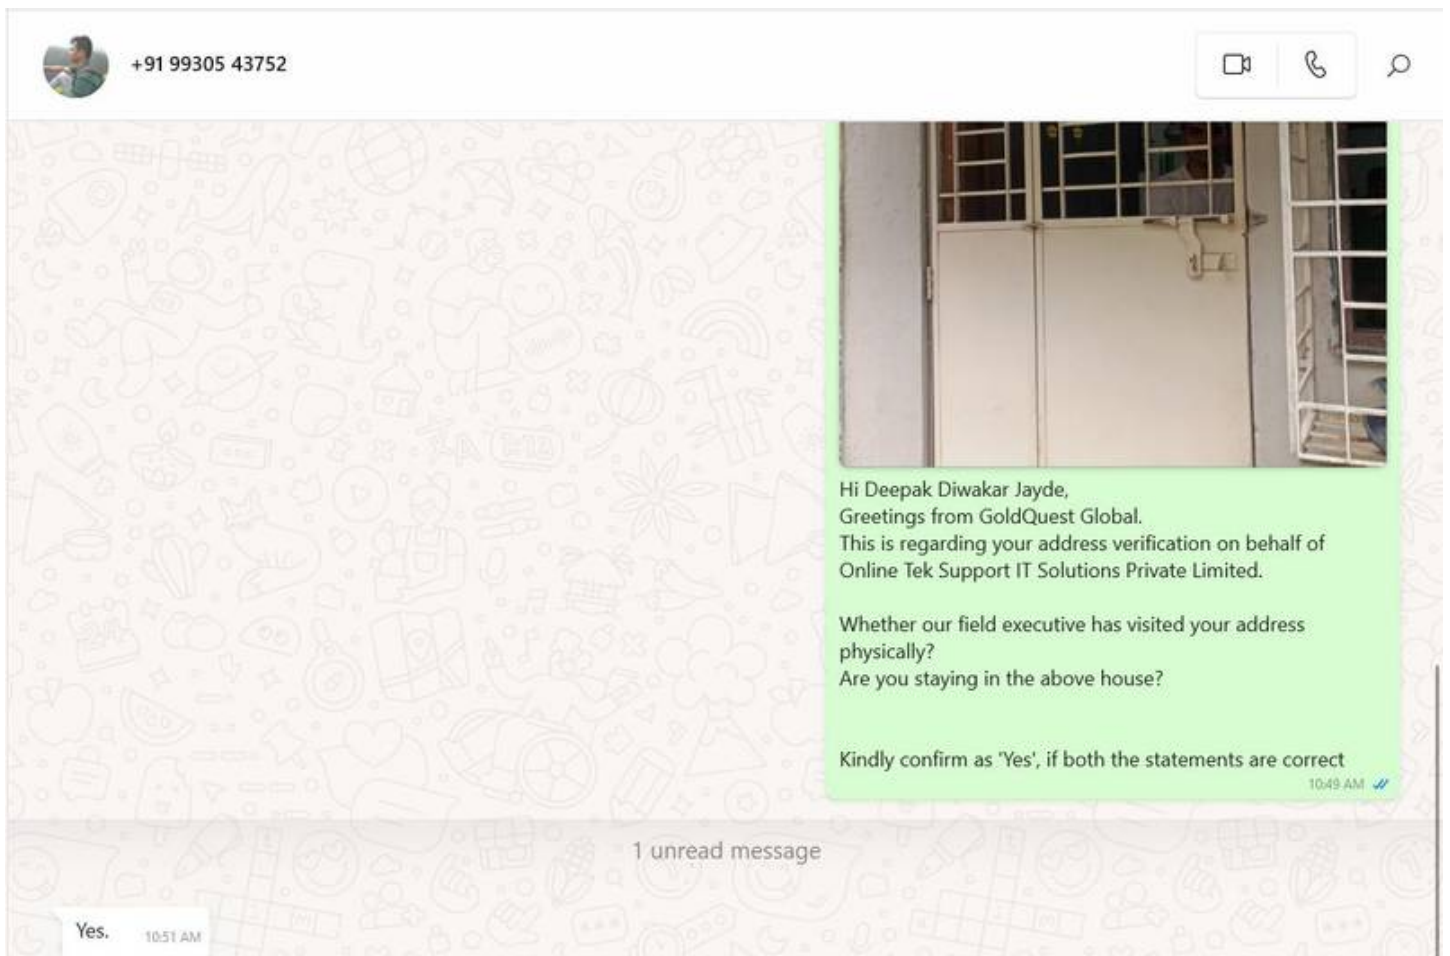 +91 99305 43752
Hi Deepak Diwakar Jayde,
Greetings from GoldQuest Global.
This is regarding your address verification on behalf of
Online Tek Support IT Solutions Private Limited.
Whether our field executive has visited your address
physically?
Are you staying in the above house?
Kindly confirm as 'Yes', if both the statements are correct
10:49 AM
1 unread message
Yes.
10:51 AM